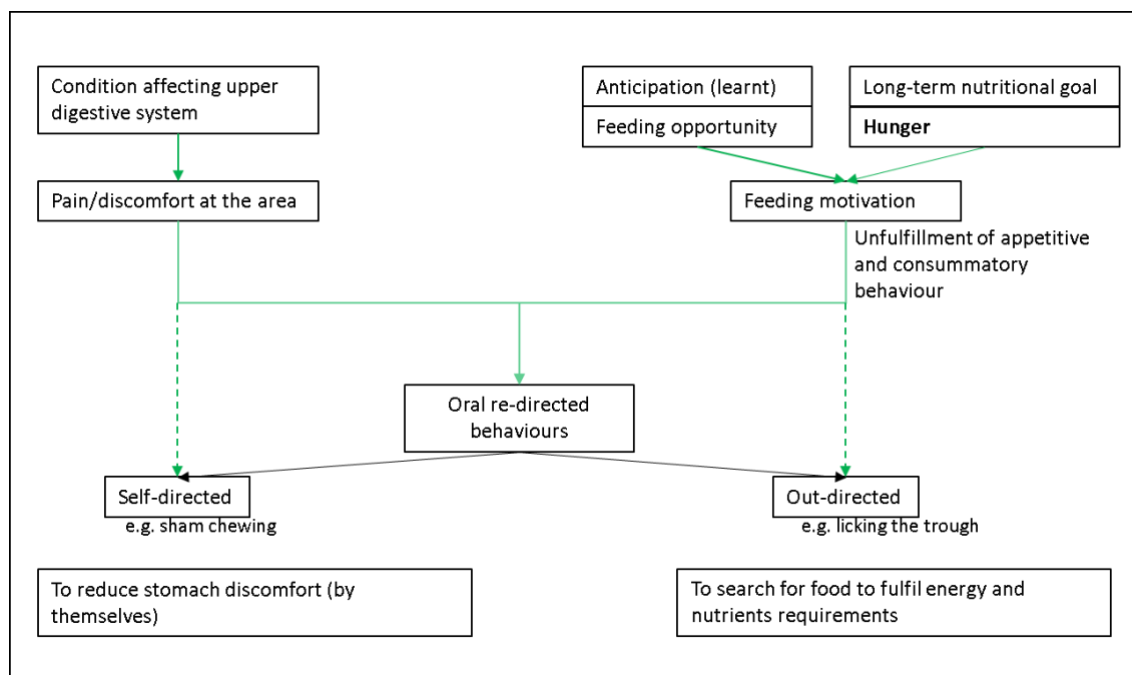 Condition affecting upper
digestive system
Anticipation (learnt)
Feeding opportunity
Long-term nutritional goal
Hunger
Pain/discomfort at the area
Feeding motivation
Unfulfillment of appetitive
and consummatory
behaviour
Oral re-directed
behaviours
Self-directed
e.g. sham chewing
Out-directed
e.g. licking the trough
To reduce stomach discomfort (by
themselves)
To search for food to fulfil energy and
nutrients requirements